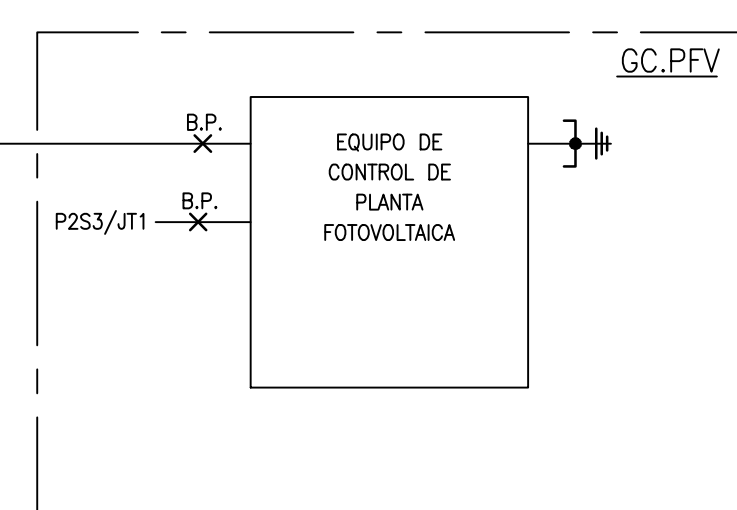 GC.PFV
B.P.
EQUIPO DE
CONTROL DE
PLANTA
FOTOVOLTAICA
B.P.
P2S3/JT1